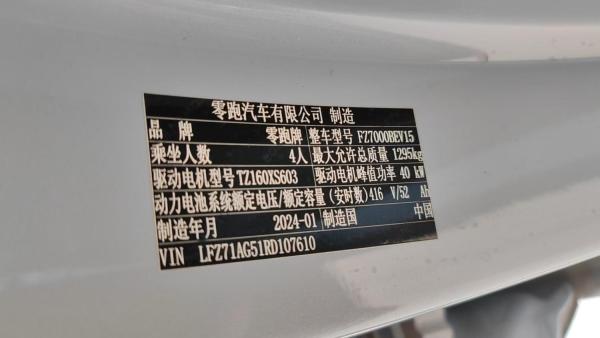 零跑汽车有限公司 制造
品 牌 零跑牌 整车型号 FZ7000BEV15
乘坐人数 4人 最大允许总质量 1295kg
驱动电机型号 TZ160XS603 驱动电机峰值功率 40 kW
动力电池系统额定电压/额定容量(安时数) 416 V/52 Ah
制造年月 2024-01 制造国 中国
VIN LFZ71AG51RD107610